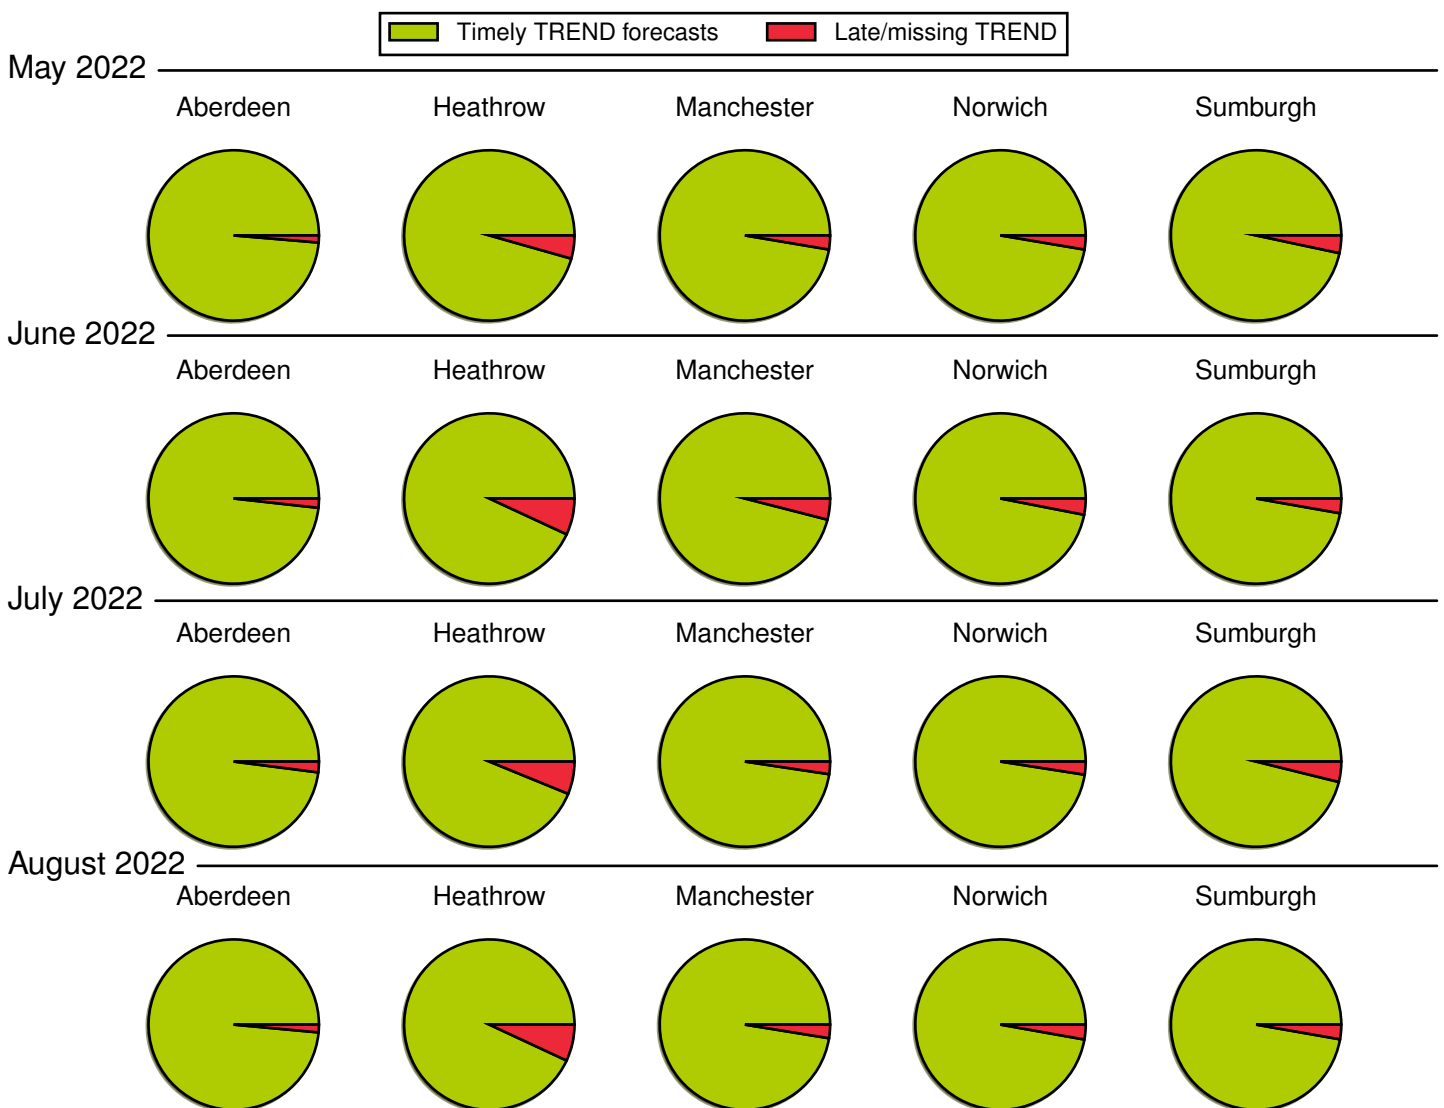 Timely TREND forecasts Late/missing TREND
May 2022
Aberdeen Heathrow Manchester Norwich Sumburgh
June 2022
Aberdeen Heathrow Manchester Norwich Sumburgh
July 2022
Aberdeen Heathrow Manchester Norwich Sumburgh
August 2022
Aberdeen Heathrow Manchester Norwich Sumburgh